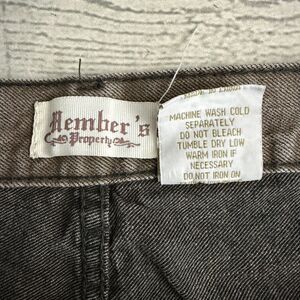 Member's
Property
MACHINE WASH COLD
SEPARATELY
DO NOT BLEACH
TUMBLE DRY LOW
WARM IRON IF
NECESSARY
DO NOT IRON ON